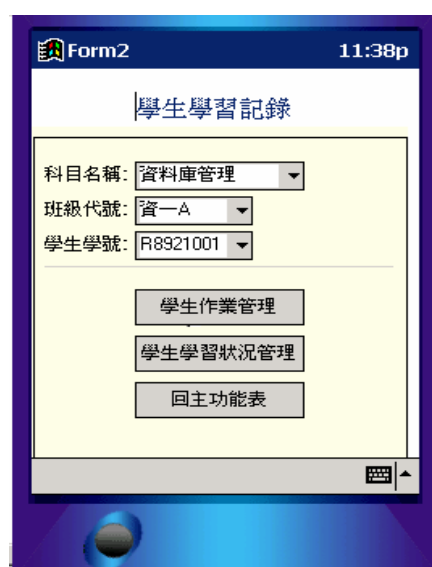 Form2 11:38p
學生學習記錄
科目名稱: 資料庫管理
班級代號: 資一A
學生學號: R8921001
學生作業管理
學生學習狀況管理
回主功能表